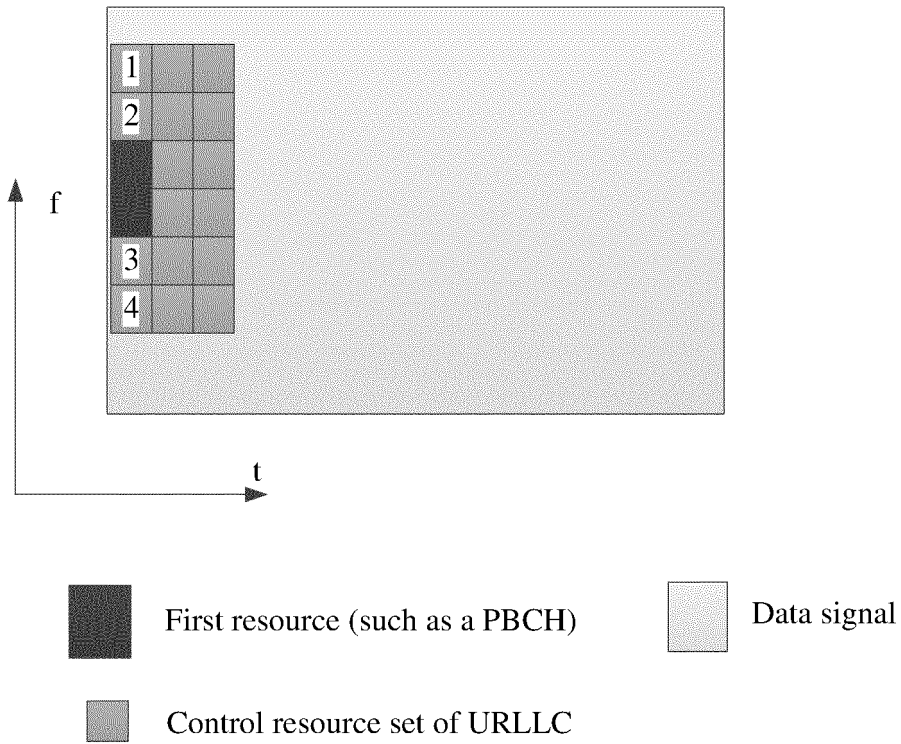 1
2
f
3
4
t
First resource (such as a PBCH)
Data signal
Control resource set of URLLC